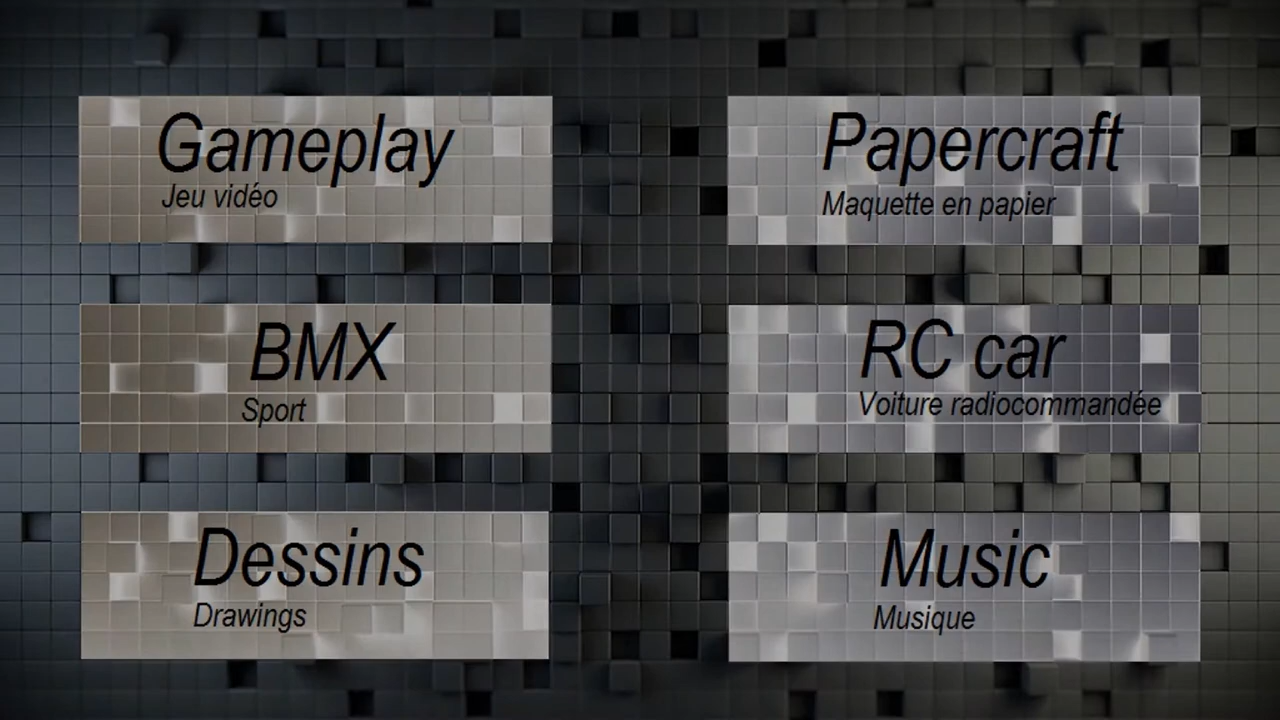 Gameplay
Jeu vidéo
Papercraft
Maquette en papier
BMX
Sport
RC car
Voiture radiocommandée
Dessins
Drawings
Music
Musique